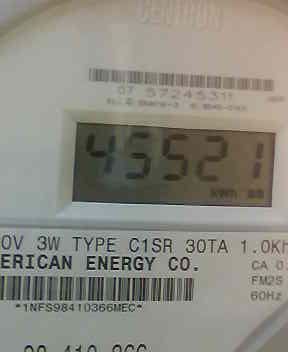 CENTRON
07 57245311
45521
kWh
0V 3W TYPE C1SR 30TA 1.0Kh
ERICAN ENERGY CO.
CA 0.
FM2S
60Hz
*1NFS98410366MEC*